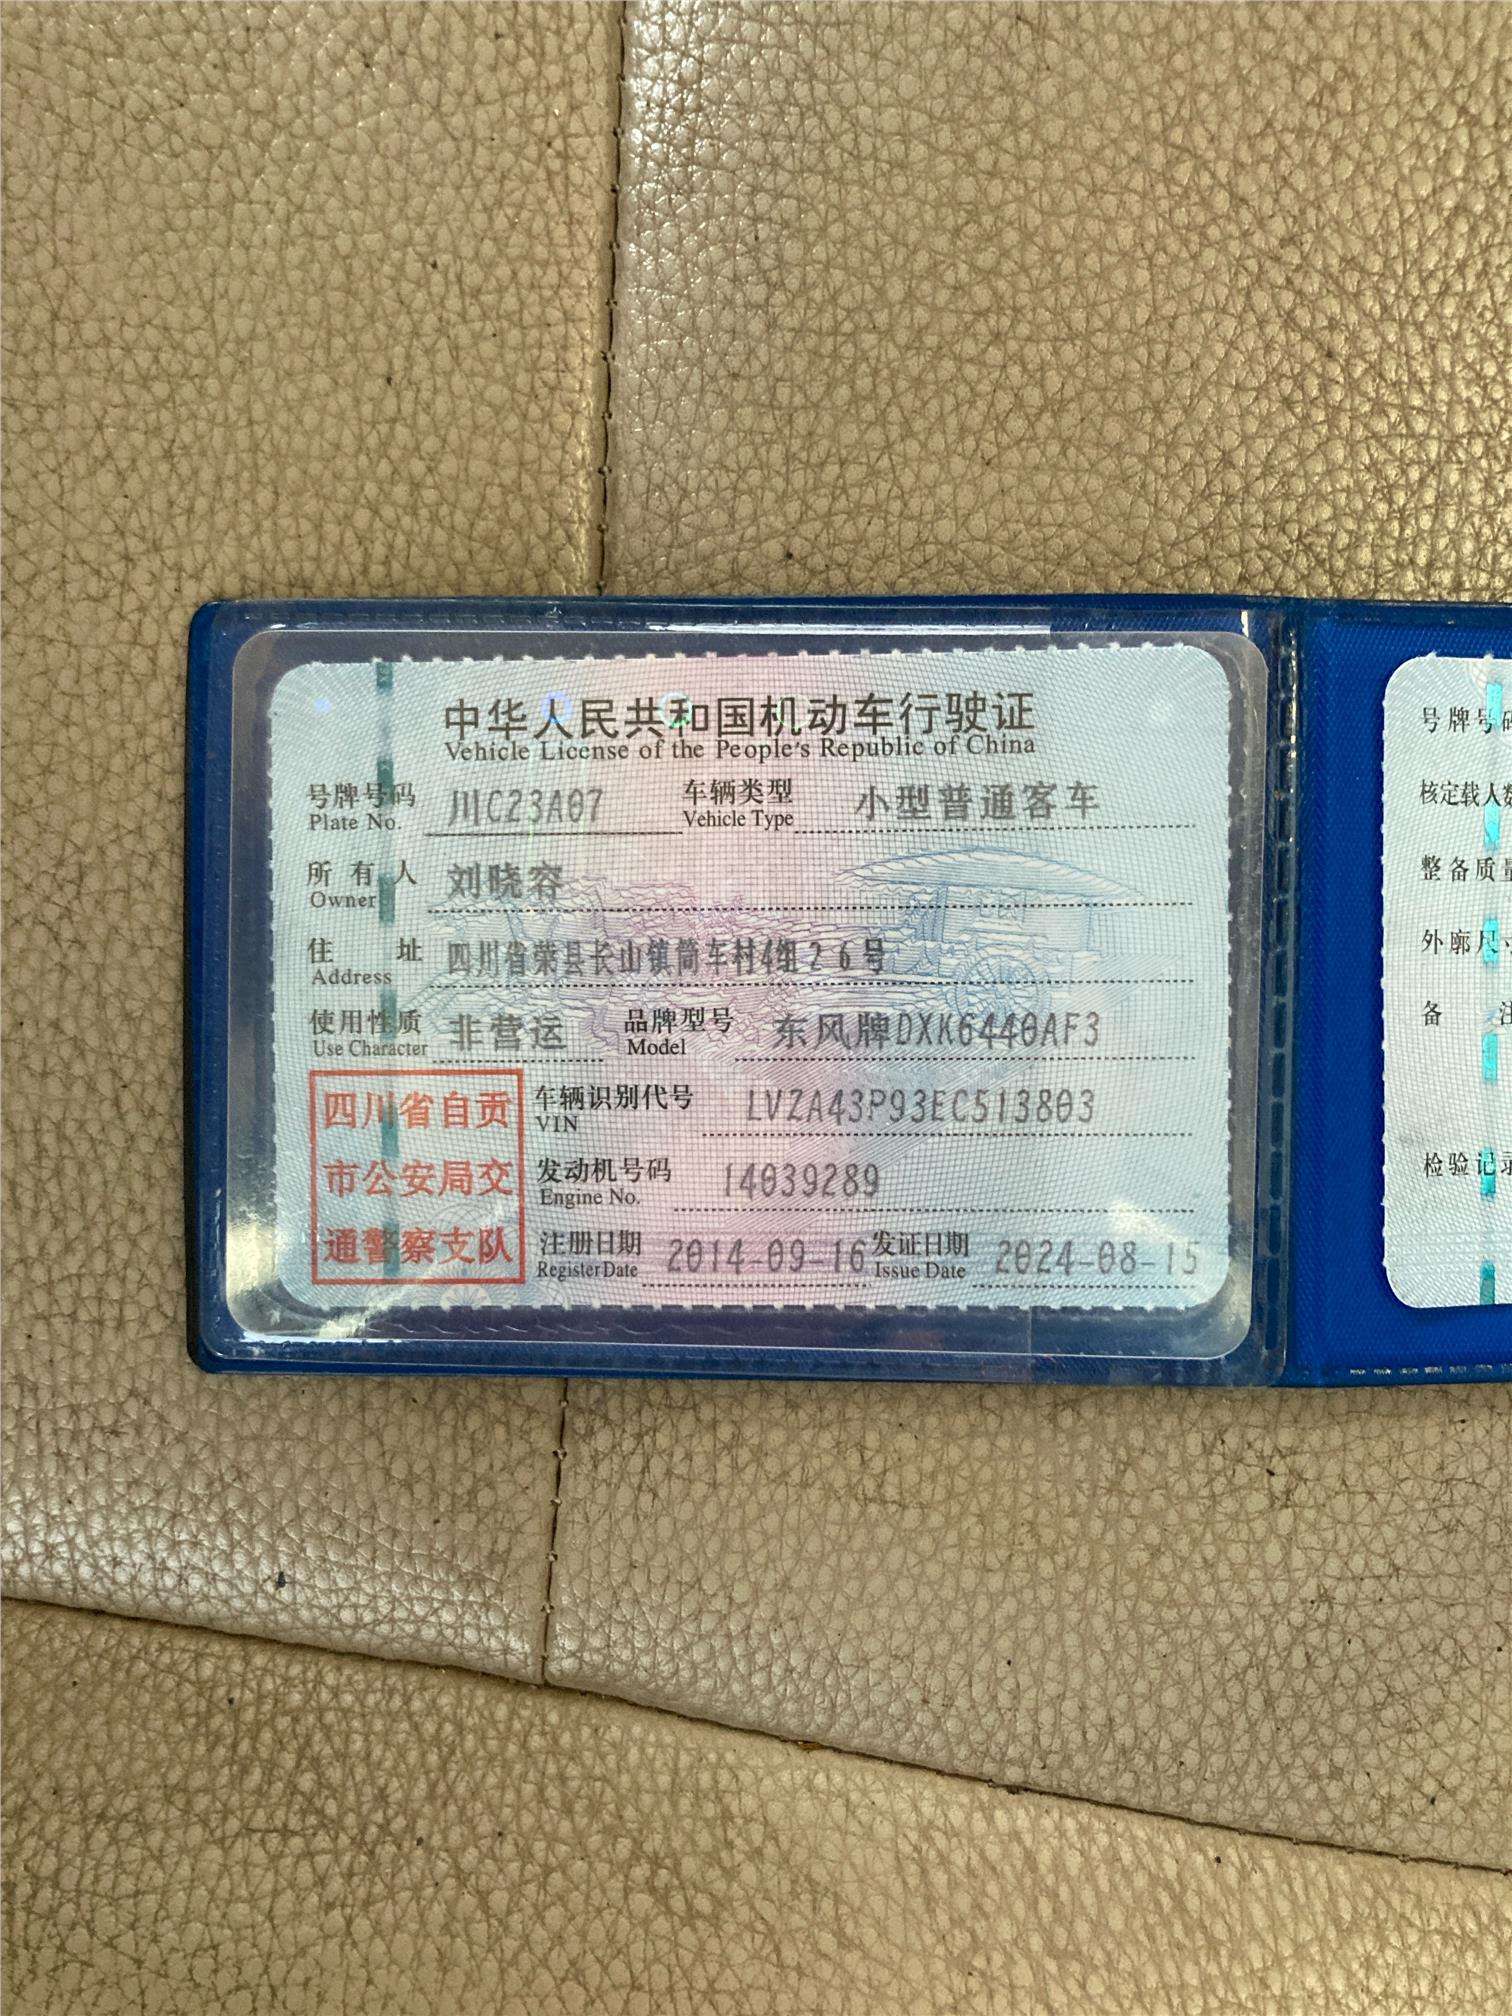 中华人民共和国机动车行驶证
Vehicle License of the People's Republic of China
号牌号码 川C23A07 车辆类型 小型普通客车
Plate No. Vehicle Type
所有人 刘晓容
Owner
住址 四川省荣县长山镇筒车村4组26号
Address
使用性质 非营运 品牌型号 东风牌DXK6440AF3
Use Character Model
四川省自贡
市公安局交
通警察支队
车辆识别代号 LVZA43P93EC513803
VIN
发动机号码 14039289
Engine No.
注册日期 2014-09-16 发证日期 2024-08-15
Register Date Issue Date
号牌号码
核定载人数
整备质量
外廓尺
备注
检验记录